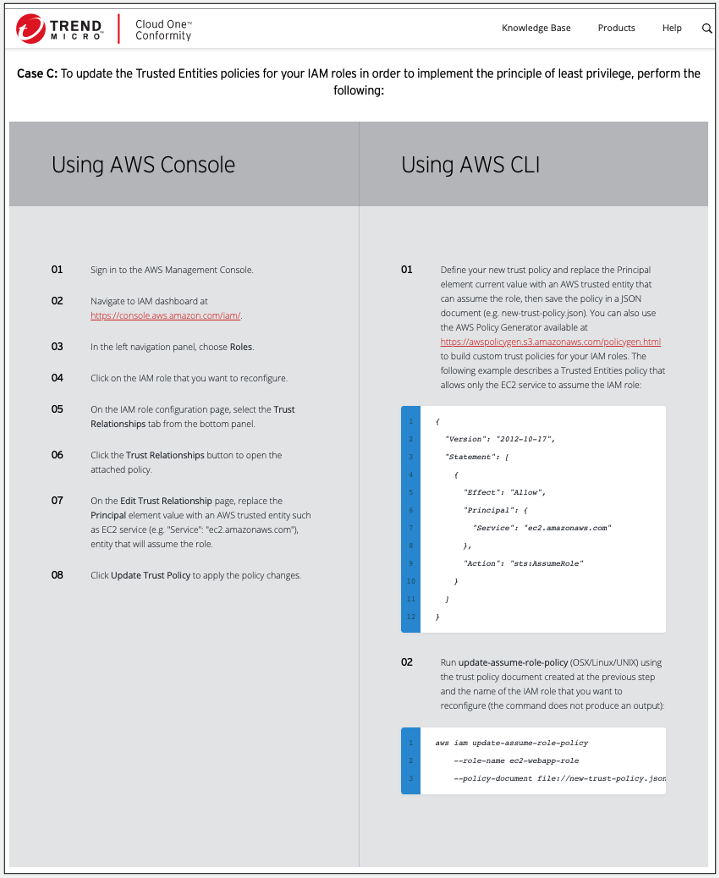 TREND MICRO™
Cloud One™
Conformity
Knowledge Base
Products
Help
Case C: To update the Trusted Entities policies for your IAM roles in order to implement the principle of least privilege, perform the
following:
Using AWS Console
01
Sign in to the AWS Management Console.
02
Navigate to IAM dashboard at
https://console.aws.amazon.com/iam/.
03
In the left navigation panel, choose Roles.
04
Click on the IAM role that you want to reconfigure.
05
On the IAM role configuration page, select the Trust
Relationships tab from the bottom panel.
06
Click the Trust Relationships button to open the
attached policy.
07
On the Edit Trust Relationship page, replace the
Principal element value with an AWS trusted entity such
as EC2 service (e.g. "Service": "ec2.amazonaws.com"),
entity that will assume the role.
08
Click Update Trust Policy to apply the policy changes.
Using AWS CLI
01
Define your new trust policy and replace the Principal
element current value with an AWS trusted entity that
can assume the role, then save the policy in a JSON
document (e.g. new-trust-policy.json). You can also use
the AWS Policy Generator available at
https://awspolicygen.s3.amazonaws.com/policygen.html
to build custom trust policies for your IAM roles. The
following example describes a Trusted Entities policy that
allows only the EC2 service to assume the IAM role:
1 {
2 "Version": "2012-10-17",
3 "Statement": [
4 {
5 "Effect": "Allow",
6 "Principal": {
7 "Service": "ec2.amazonaws.com"
8 },
9 "Action": "sts:AssumeRole"
10 }
11 ]
12 }
02
Run update-assume-role-policy (OSX/Linux/UNIX) using
the trust policy document created at the previous step
and the name of the IAM role that you want to
reconfigure (the command does not produce an output):
1 aws iam update-assume-role-policy
2 --role-name ec2-webapp-role
3 --policy-document file://new-trust-policy.json